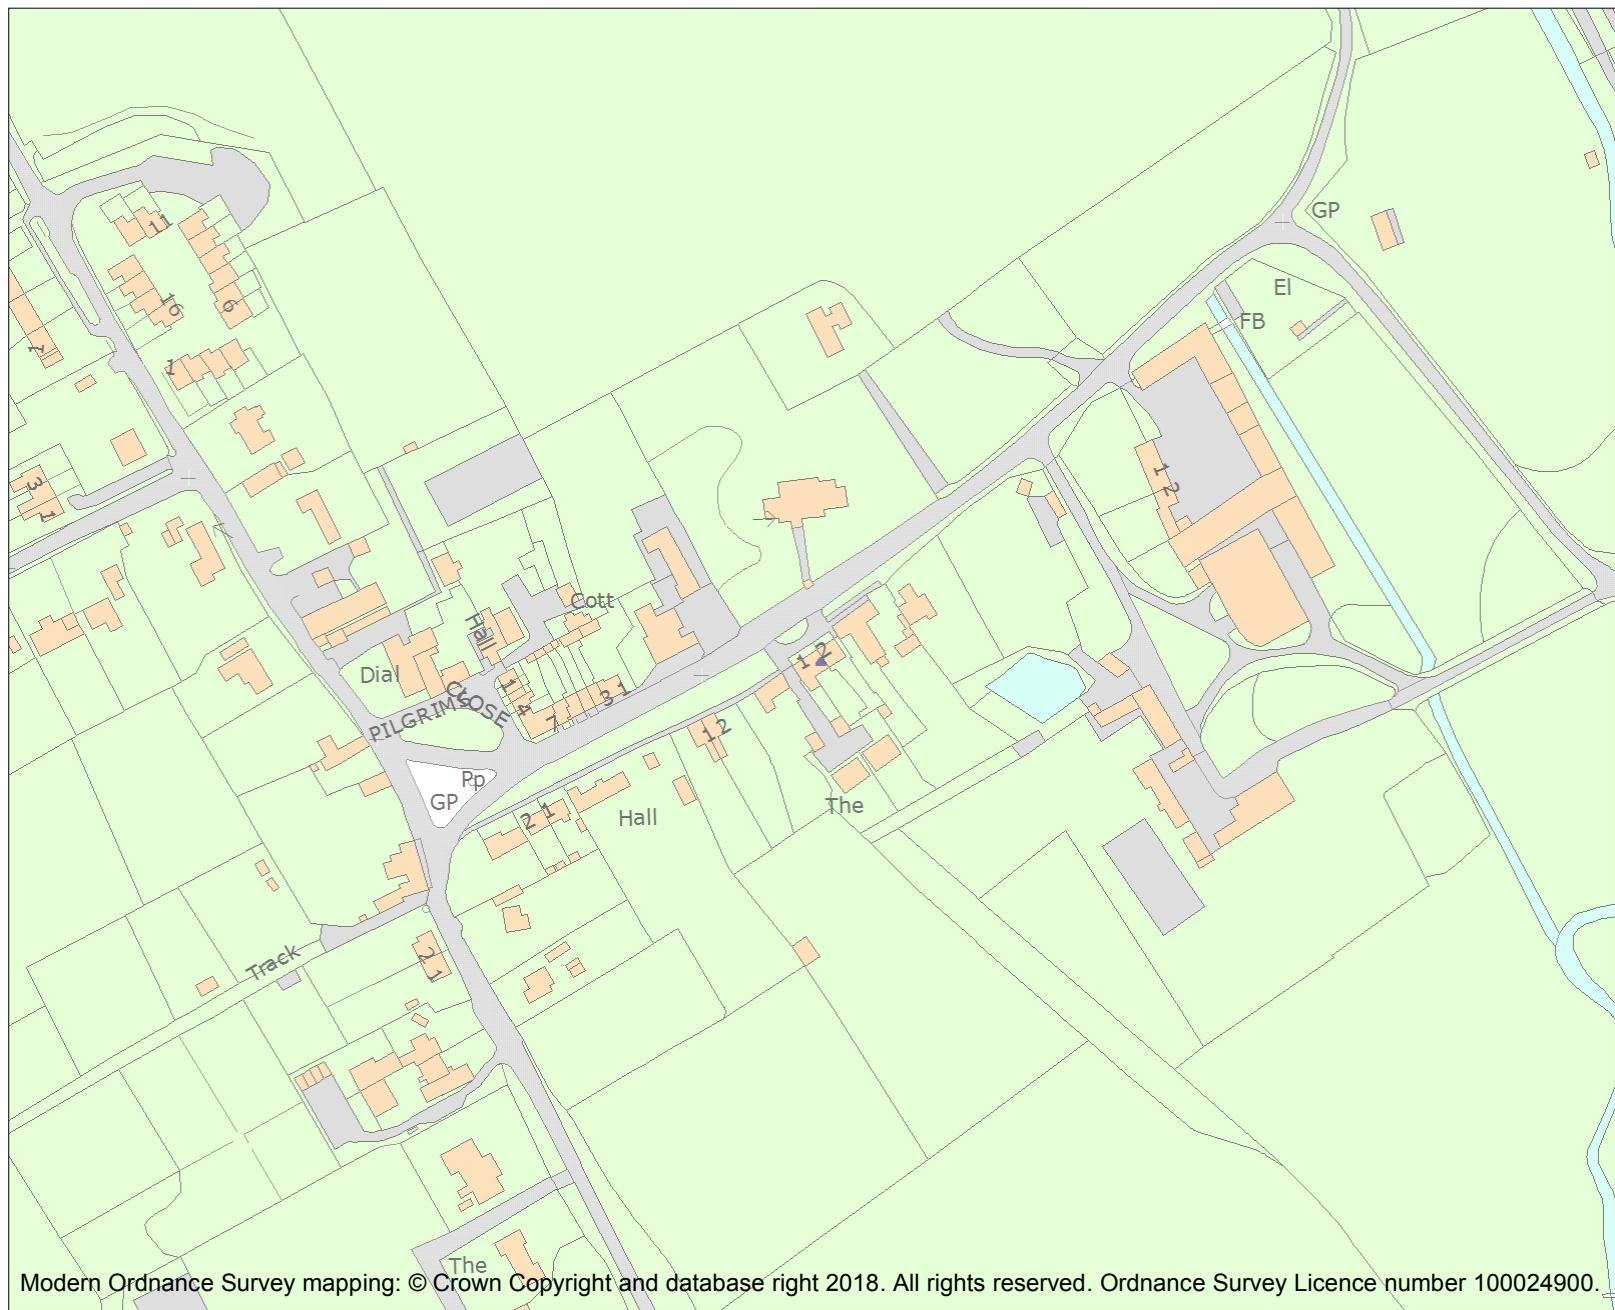 GP
El
FB
11
16
6
1
1
1 2
3
1
Cott
Hall
Dial
1
4
PILGRIMS
CLOSE
7
3 1
1 2
1 2
Pp
GP
2 1
Hall
The
Track
2 1
The
Modern Ordnance Survey mapping: © Crown Copyright and database right 2018. All rights reserved. Ordnance Survey Licence number 100024900.